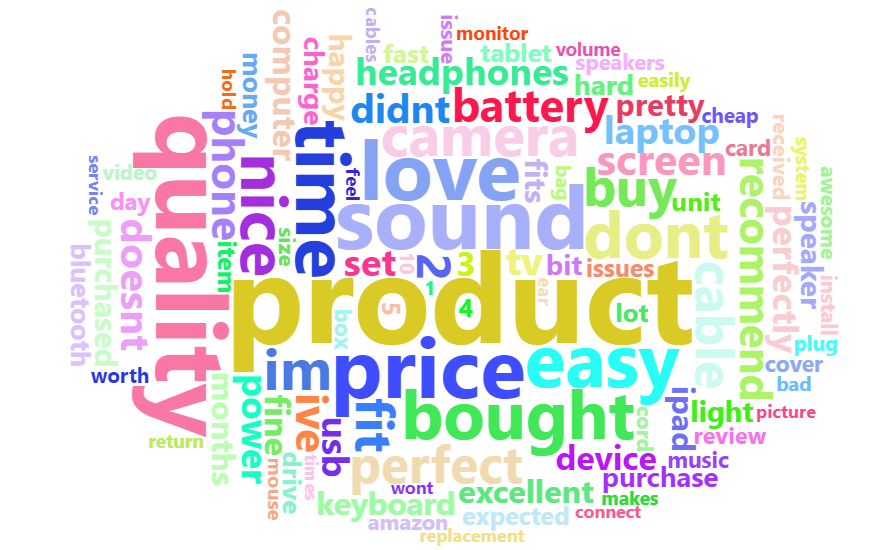 monitor
volume
cables
issue
computer
charge
happy
fast
tablet
speakers
headphones
hard
easily
hold
money
didnt
battery
pretty
cheap
quality
phone
nice
time
camera
laptop
card
received
system
service
video
feel
love
fits
bag
screen
recommend
awesome
day
buy
unit
perfectly
speaker
doesnt
size
sound
dont
bluetooth
purchased
item
set
10
2
3
tv
bit
issues
cable
install
product
1
ear
5
4
lot
box
plug
worth
im
price
easy
cover
bad
months
power
fine
ive
usb
fit
bought
cord
ipad
light
picture
return
mouse
drive
times
perfect
device
music
review
wont
excellent
purchase
makes
keyboard
amazon
expected
connect
replacement